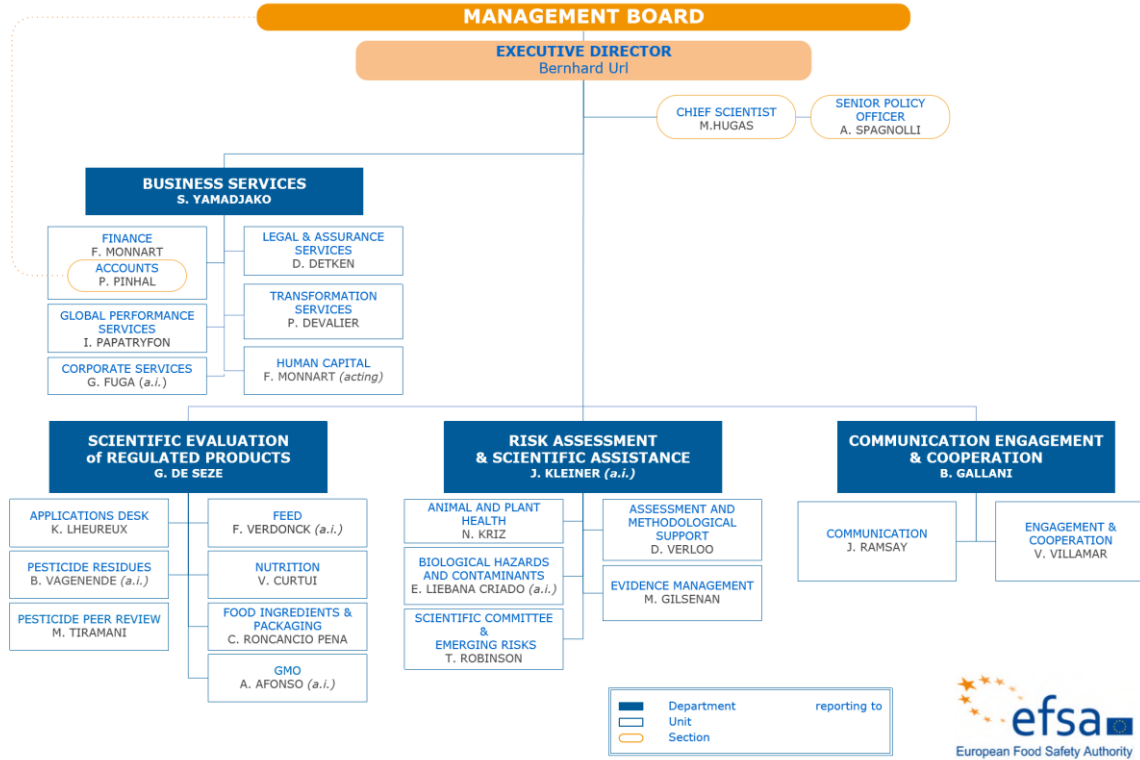 MANAGEMENT BOARD
EXECUTIVE DIRECTOR
Bernhard Url
CHIEF SCIENTIST
M.HUGAS
SENIOR POLICY
OFFICER
A. SPAGNOLLI
BUSINESS SERVICES
S. YAMADJAKO
FINANCE
F. MONNART
ACCOUNTS
P. PINHAL
LEGAL & ASSURANCE
SERVICES
D. DETKEN
GLOBAL PERFORMANCE
SERVICES
I. PAPATRYFON
TRANSFORMATION
SERVICES
P. DEVALIER
CORPORATE SERVICES
G. FUGA (a.i.)
HUMAN CAPITAL
F. MONNART (acting)
SCIENTIFIC EVALUATION
of REGULATED PRODUCTS
G. DE SEZE
APPLICATIONS DESK
K. LHEUREUX
FEED
F. VERDONCK (a.i.)
PESTICIDE RESIDUES
B. VAGENENDE (a.i.)
NUTRITION
V. CURTUI
PESTICIDE PEER REVIEW
M. TIRAMANI
FOOD INGREDIENTS &
PACKAGING
C. RONCANCIO PENA
GMO
A. AFONSO (a.i.)
RISK ASSESSMENT
& SCIENTIFIC ASSISTANCE
J. KLEINER (a.i.)
ANIMAL AND PLANT
HEALTH
N. KRIZ
ASSESSMENT AND
METHODOLOGICAL
SUPPORT
D. VERLOO
BIOLOGICAL HAZARDS
AND CONTAMINANTS
E. LIEBANA CRIADO (a.i.)
EVIDENCE MANAGEMENT
M. GILSENAN
SCIENTIFIC COMMITTEE
&
EMERGING RISKS
T. ROBINSON
COMMUNICATION ENGAGEMENT
& COOPERATION
B. GALLANI
COMMUNICATION
J. RAMSAY
ENGAGEMENT &
COOPERATION
V. VILLAMAR
Department reporting to
Unit
Section
efsa
European Food Safety Authority